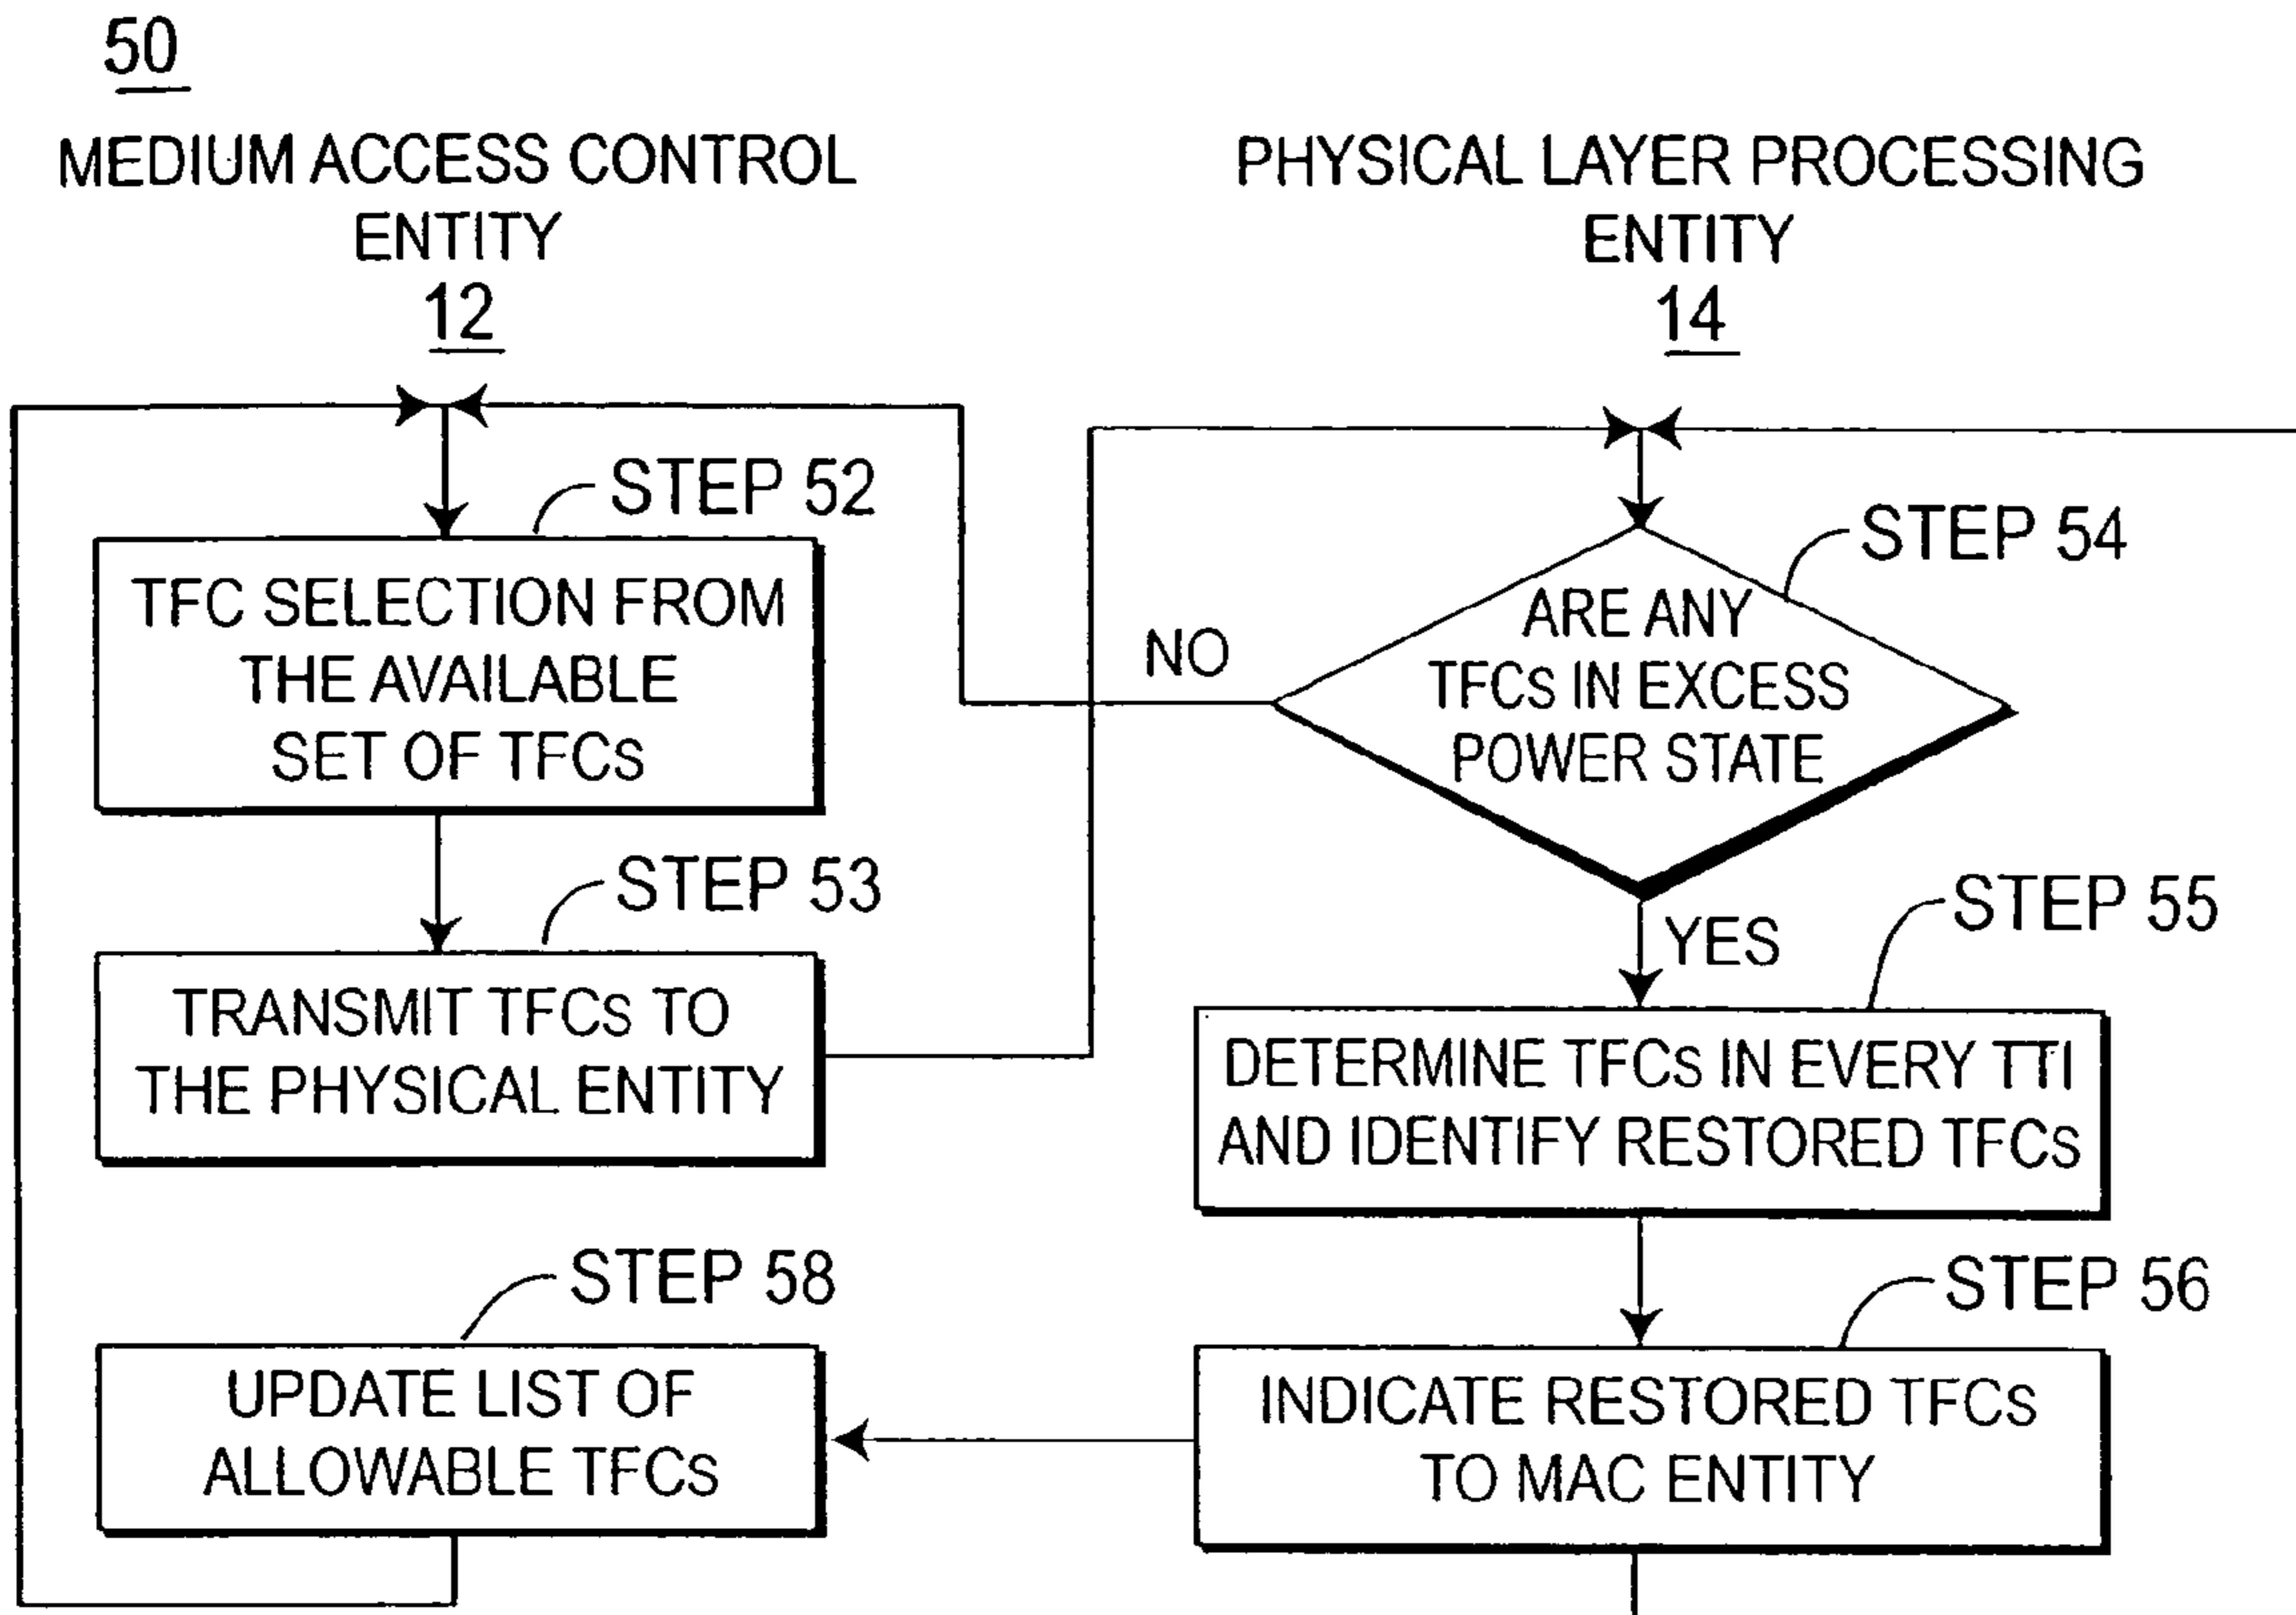 50
MEDIUM ACCESS CONTROL
ENTITY
12
PHYSICAL LAYER PROCESSING
ENTITY
14
STEP 52
TFC SELECTION FROM
THE AVAILABLE
SET OF TFCs
STEP 53
TRANSMIT TFCs TO
THE PHYSICAL ENTITY
STEP 54
ARE ANY
TFCs IN EXCESS
POWER STATE
NO
YES
STEP 55
DETERMINE TFCs IN EVERY TTI
AND IDENTIFY RESTORED TFCs
STEP 56
INDICATE RESTORED TFCs
TO MAC ENTITY
STEP 58
UPDATE LIST OF
ALLOWABLE TFCs